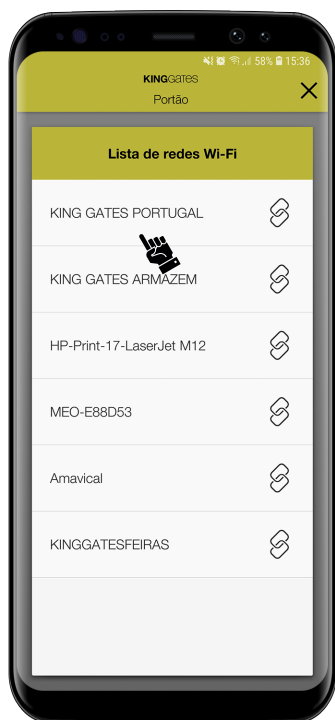 58% 15:36
KINGGATES
Portão
Lista de redes Wi-Fi
KING GATES PORTUGAL
KING GATES ARMAZEM
HP-Print-17-LaserJet M12
MEO-E88D53
Amavical
KINGGATESFEIRAS